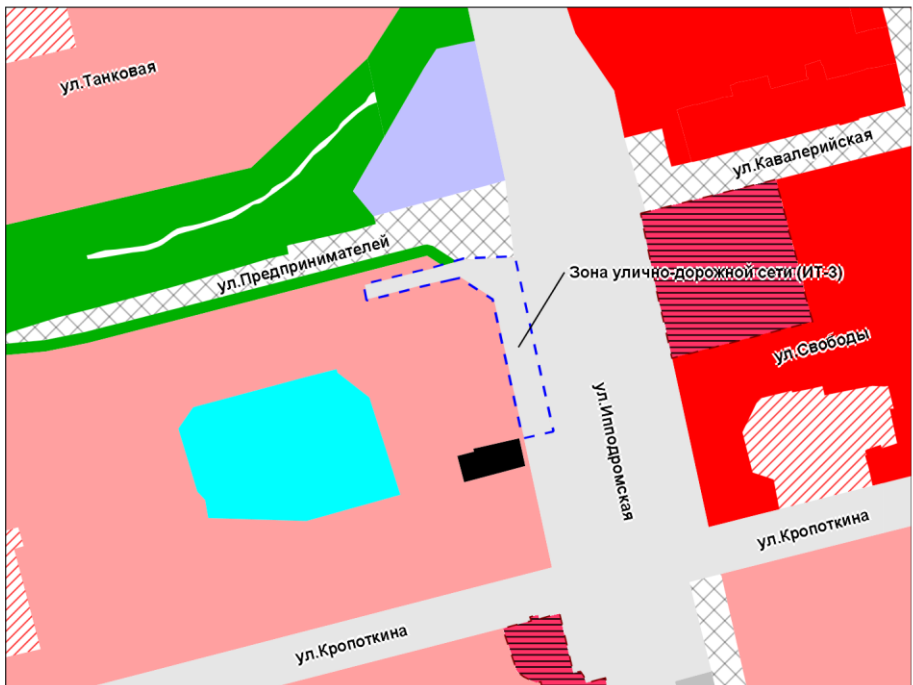 ул.Танковая
ул.Кавалерийская
ул.Предпринимателей
Зона улично-дорожной сети (ИТ-3)
ул.Свободы
ул.Ипподромская
ул.Кропоткина
ул.Кропоткина